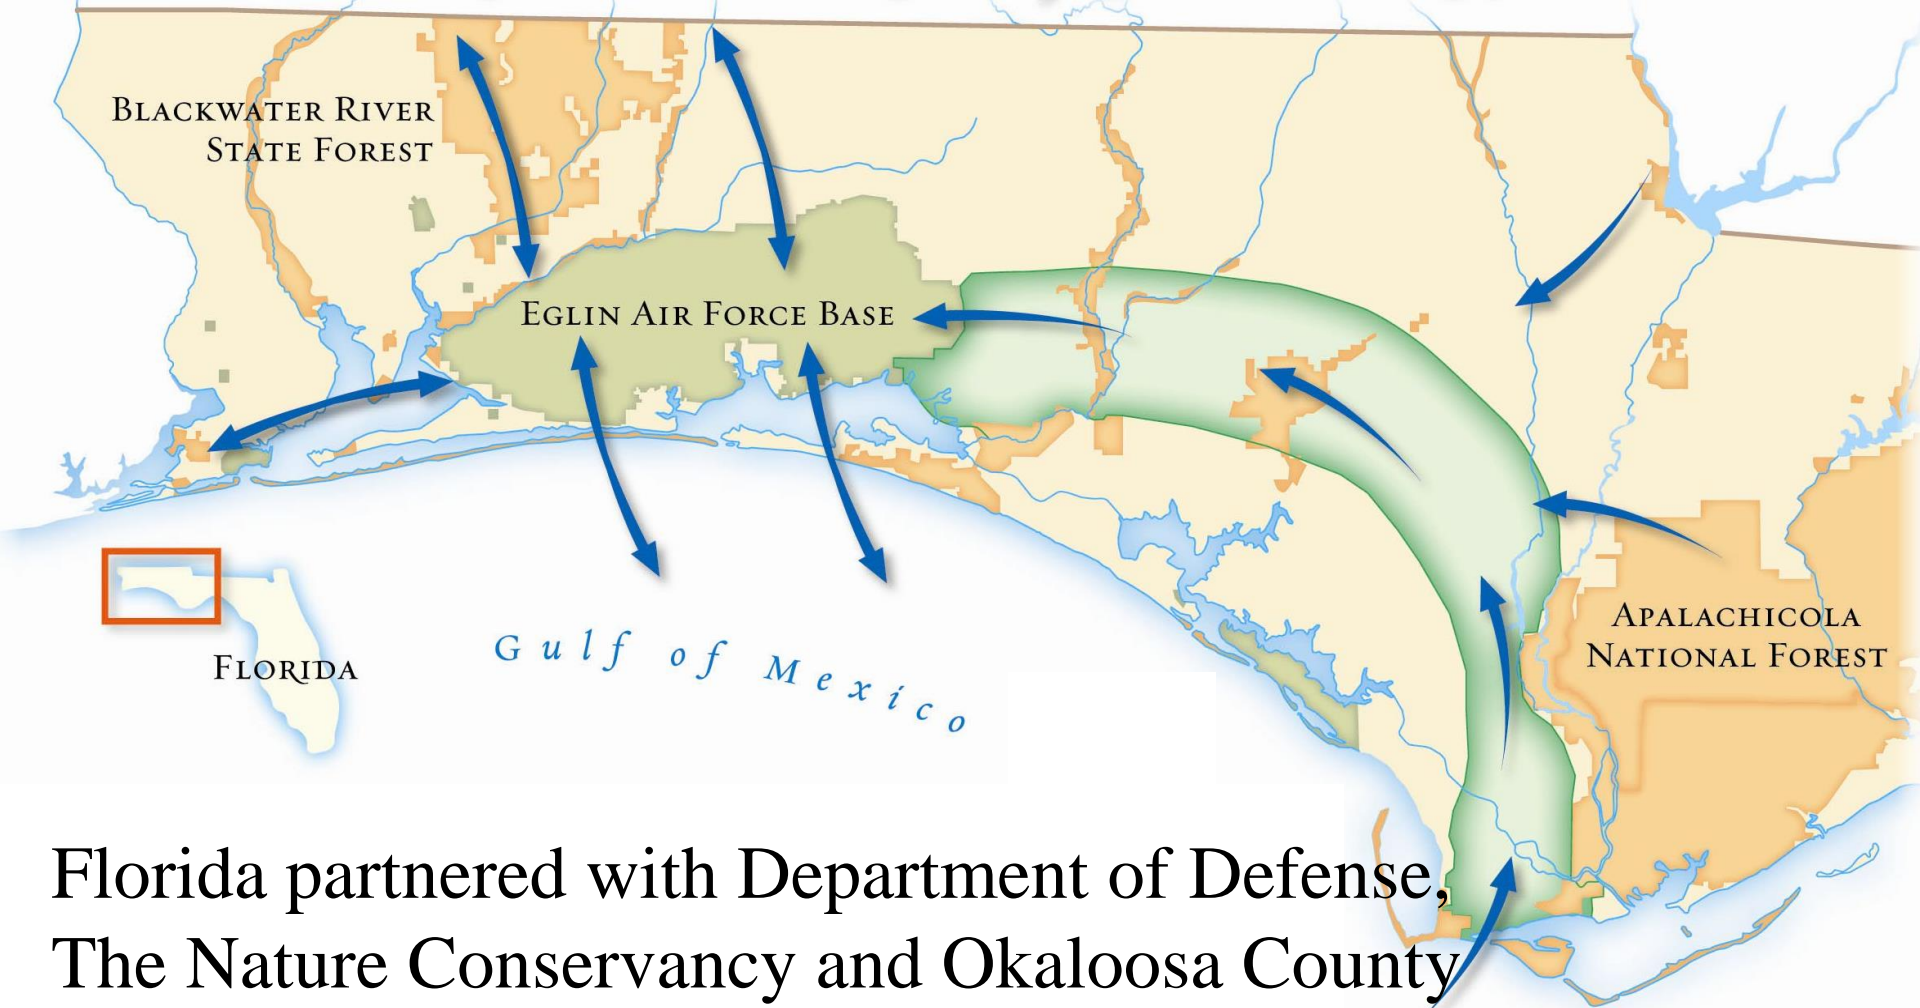 BLACKWATER RIVER
STATE FOREST
EGLIN AIR FORCE BASE
APALACHICOLA
NATIONAL FOREST
Gulf of Mexico
FLORIDA
Florida partnered with Department of Defense,
The Nature Conservancy and Okaloosa County